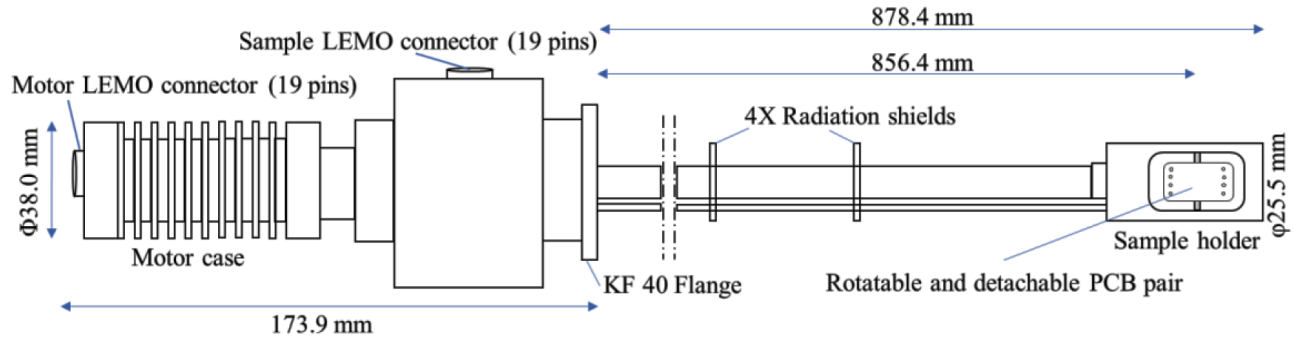 878.4 mm
Sample LEMO connector (19 pins)
856.4 mm
Motor LEMO connector (19 pins)
4X Radiation shields
Φ38.0 mm
φ25.5 mm
Motor case
Sample holder
KF 40 Flange
Rotatable and detachable PCB pair
173.9 mm